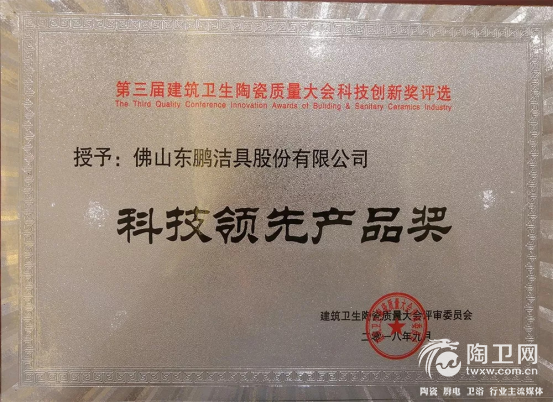 第三届建筑卫生陶瓷质量大会科技创新奖评选
The Third Quality Conference Innovation Awards of Building & Sanitary Ceramics Industry
授予：佛山东鹏洁具股份有限公司
科技领先产品奖
建筑卫生陶瓷质量大会评审委员会
二零一八年九月
陶卫网
twxw.com.cn
陶瓷 厨电 卫浴 行业主流媒体